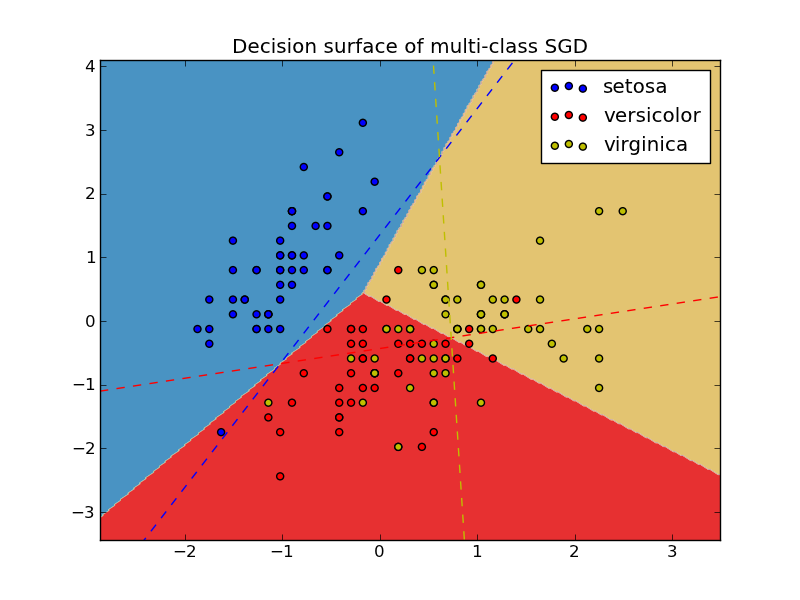 Decision surface of multi-class SGD
setosa
versicolor
virginica
4
3
2
1
0
−1
−2
−3
−2 −1 0 1 2 3